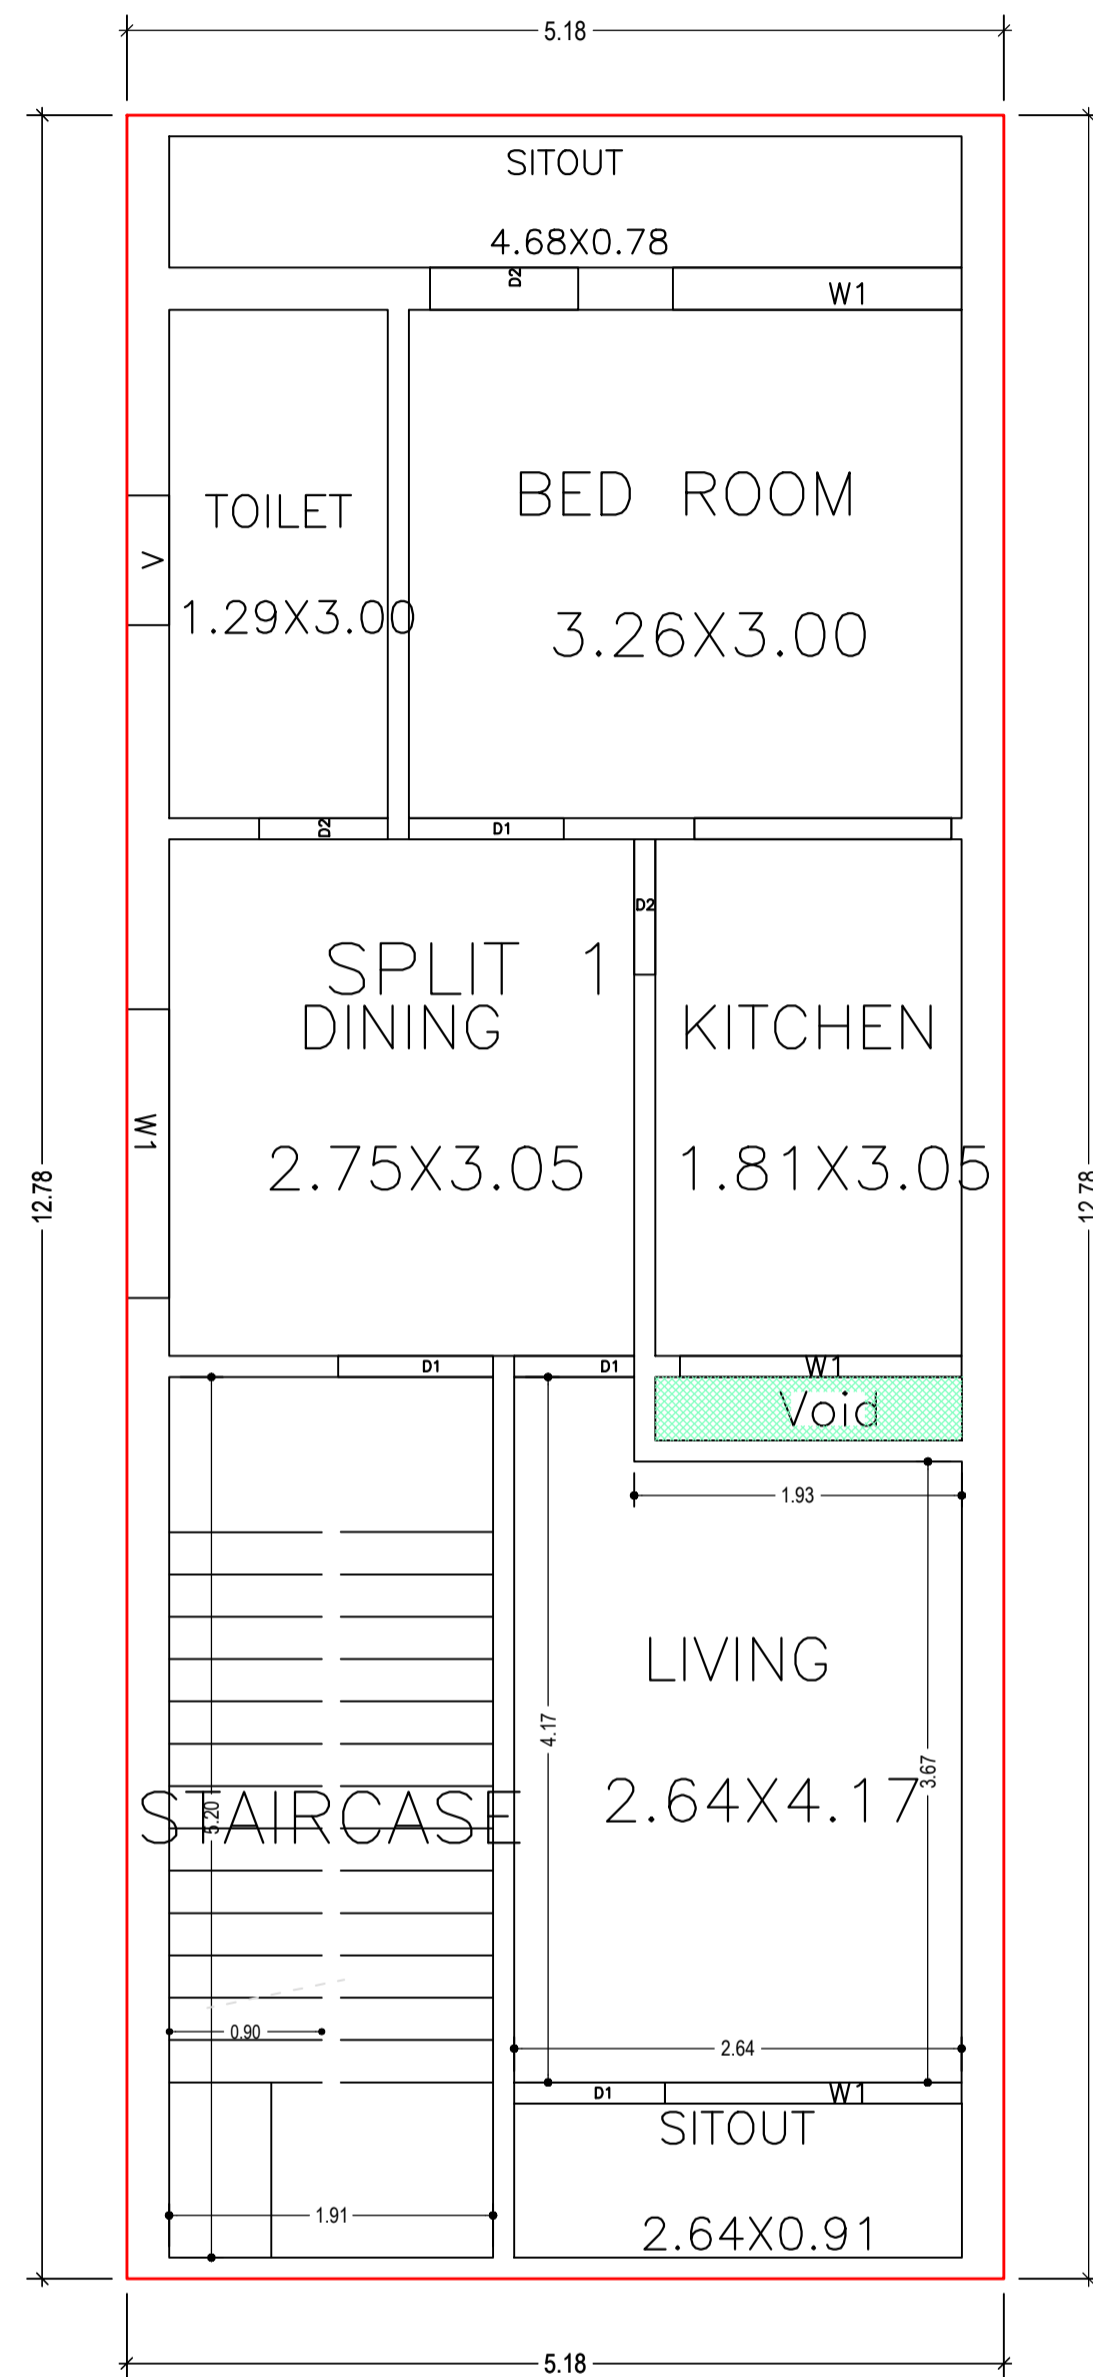 5.18
SITOUT
4.68X0.78
D2
W1
TOILET
1.29X3.00
BED ROOM
3.26X3.00
V
D2
D1
D2
SPLIT 1
DINING
2.75X3.05
KITCHEN
1.81X3.05
W1
12.78
12.78
D1
D1
W1
Void
1.93
LIVING
2.64X4.17
4.17
3.67
STAIRCASE
5.20
0.90
2.64
D1
W1
SITOUT
2.64X0.91
1.91
5.18